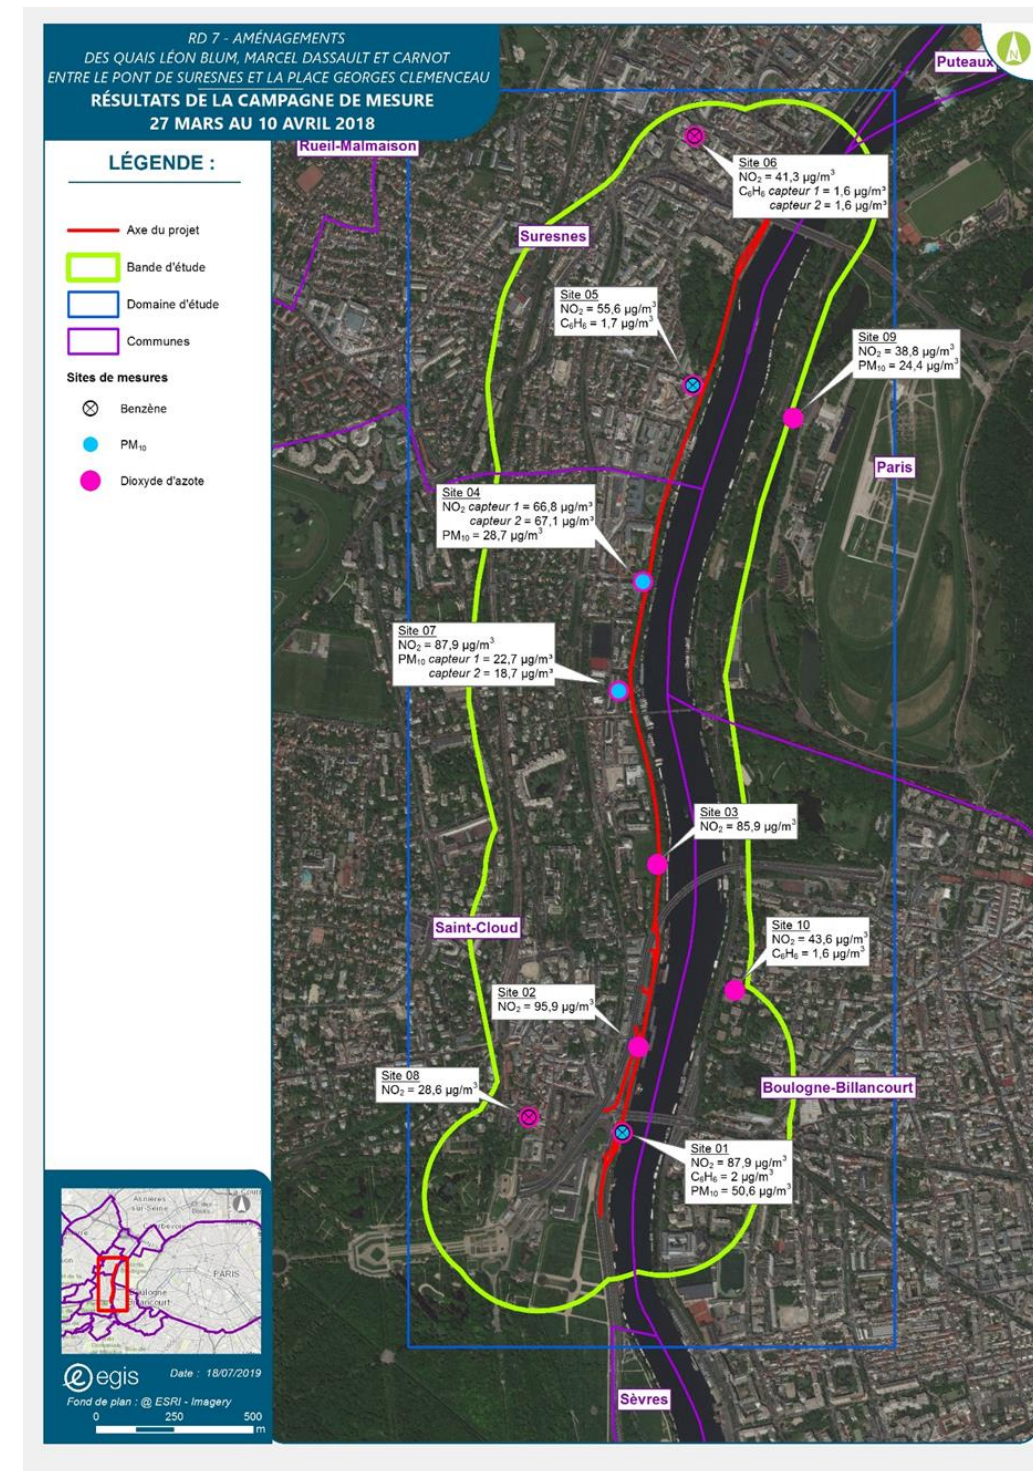 RD 7 - AMÉNAGEMENTS
DES QUAIS LÉON BLUM, MARCEL DASSAULT ET CARNOT
ENTRE LE PONT DE SURESNES ET LA PLACE GEORGES CLEMENCEAU
RÉSULTATS DE LA CAMPAGNE DE MESURE
27 MARS AU 10 AVRIL 2018
LÉGENDE :
Axe du projet
Bande d'étude
Domaine d'étude
Communes
Sites de mesures
Benzène
PM₁₀
Dioxyde d'azote
N
Puteaux
Rueil-Malmaison
Site 06
NO₂ = 41,3 µg/m³
C₆H₆ capteur 1 = 1,6 µg/m³
capteur 2 = 1,6 µg/m³
Suresnes
Site 05
NO₂ = 55,6 µg/m³
C₆H₆ = 1,7 µg/m³
Site 09
NO₂ = 38,8 µg/m³
PM₁₀ = 24,4 µg/m³
Paris
Site 04
NO₂ capteur 1 = 66,8 µg/m³
capteur 2 = 67,1 µg/m³
PM₁₀ = 28,7 µg/m³
Site 07
NO₂ = 87,9 µg/m³
PM₁₀ capteur 1 = 22,7 µg/m³
capteur 2 = 18,7 µg/m³
Site 03
NO₂ = 85,9 µg/m³
Saint-Cloud
Site 10
NO₂ = 43,6 µg/m³
C₆H₆ = 1,6 µg/m³
Site 02
NO₂ = 95,9 µg/m³
Site 08
NO₂ = 28,6 µg/m³
Boulogne-Billancourt
Site 01
NO₂ = 87,9 µg/m³
C₆H₆ = 2 µg/m³
PM₁₀ = 50,6 µg/m³
Sèvres
Asnières
sur-Seine
Courbevoie
PARIS
Boulogne
Billancourt
egis
Date : 18/07/2019
Fond de plan : @ ESRI - Imagery
0 250 500
m